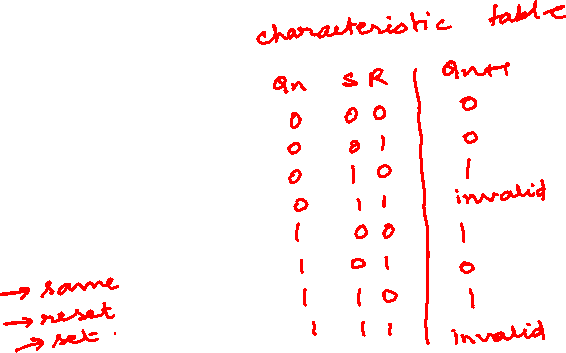 characteristic table
Qn S R Qn+1
0 0 0 0
0 0 1 0
0 1 0 1
0 1 1 invalid
1 0 0 1
1 0 1 0
1 1 0 1
1 1 1 invalid
→ same
→ reset
→ set